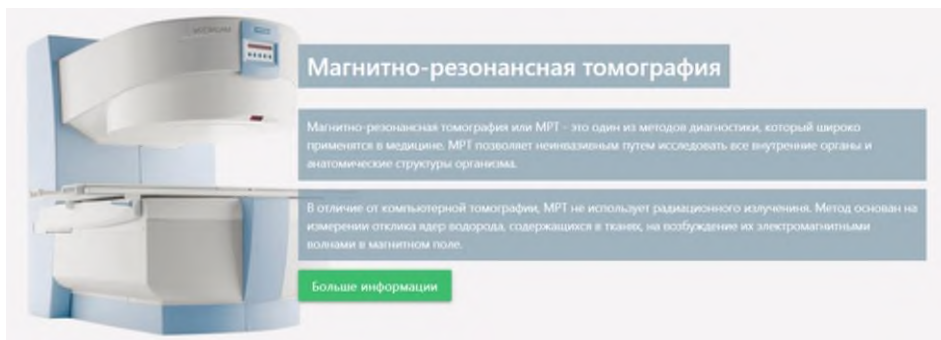 Магнитно-резонансная томография
Магнитно-резонансная томография или МРТ - это один из методов диагностики, который широко
применятся в медицине. МРТ позволяет неинвазивным путем исследовать все внутренние органы и
анатомические структуры организма.
В отличие от компьютерной томографии, МРТ не использует радиационного излучениня. Метод основан на
измерении отклика ядер водорода, содержащихся в тканях, на возбуждение их электромагнитными
волнами в магнитном поле.
Больше информации